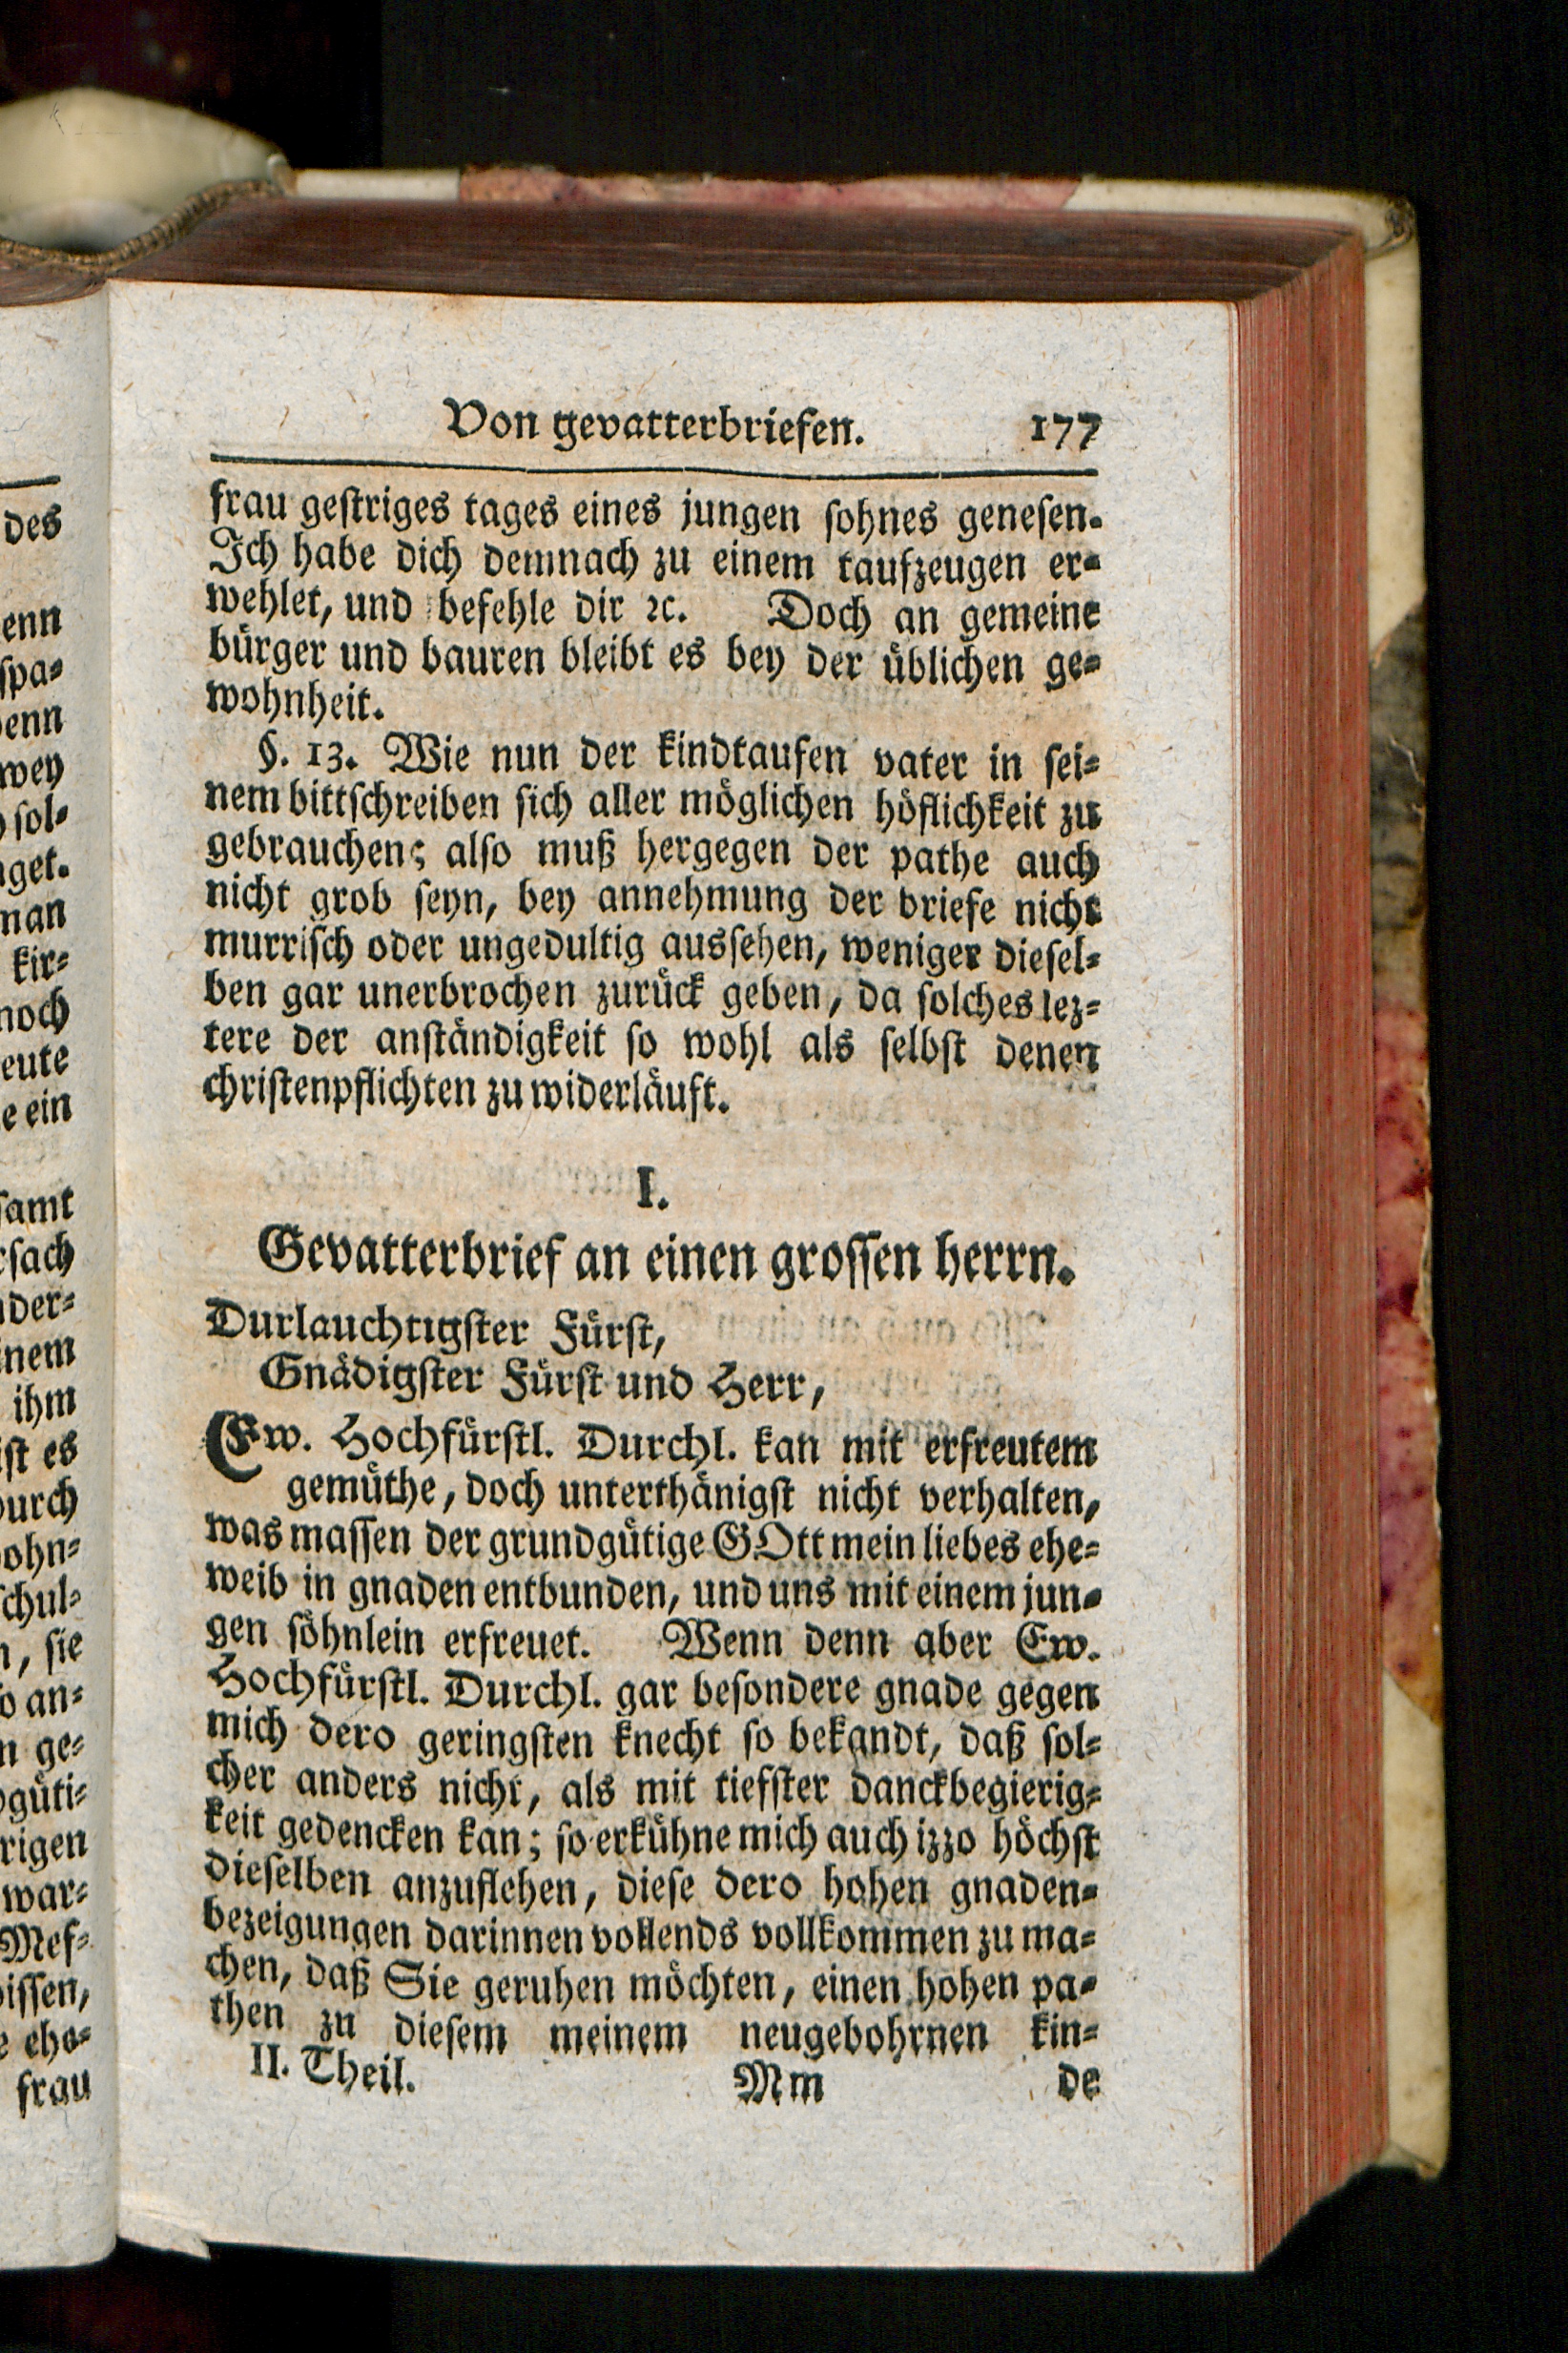 Von gevatterbriefen. 177
frau gestriges tages eines jungen sohnes genesen.
Ich habe dich demnach zu einem taufzeugen er-
wehlet, und befehle dir ꝛc. Doch an gemeine
bürger und bauren bleibt es bey der üblichen ge-
wohnheit.
§. 13. Wie nun der kindtaufen vater in sei-
nem bittschreiben sich aller möglichen höflichkeit zu
gebrauchen; also muß hergegen der pathe auch
nicht grob seyn, bey annehmung der briefe nicht
murrisch oder ungedultig aussehen, weniger diesel-
ben gar unerbrochen zurück geben, da solches lez-
tere der anständigkeit so wohl als selbst denen
christenpflichten zu widerläuft.
I.
Gevatterbrief an einen grossen herrn.
Durlauchtigster Fürst,
Gnädigster Fürst und Herr,
Ew. Hochfürstl. Durchl. kan mit erfreutem
gemüthe, doch unterthänigst nicht verhalten,
was massen der grundgütige GOtt mein liebes ehe-
weib in gnaden entbunden, und uns mit einem jun-
gen söhnlein erfreuet. Wenn denn aber Ew.
Hochfürstl. Durchl. gar besondere gnade gegen
mich dero geringsten knecht so bekandt, daß sol-
cher anders nicht, als mit tiefster danckbegierig-
keit gedencken kan; so erkühne mich auch izzo höchst
dieselben anzuflehen, diese dero hohen gnaden-
bezeigungen darinnen vollends vollkommen zu ma-
chen, daß Sie geruhen möchten, einen hohen pa-
then zu diesem meinem neugebohrnen kin-
II. Theil. Mm de